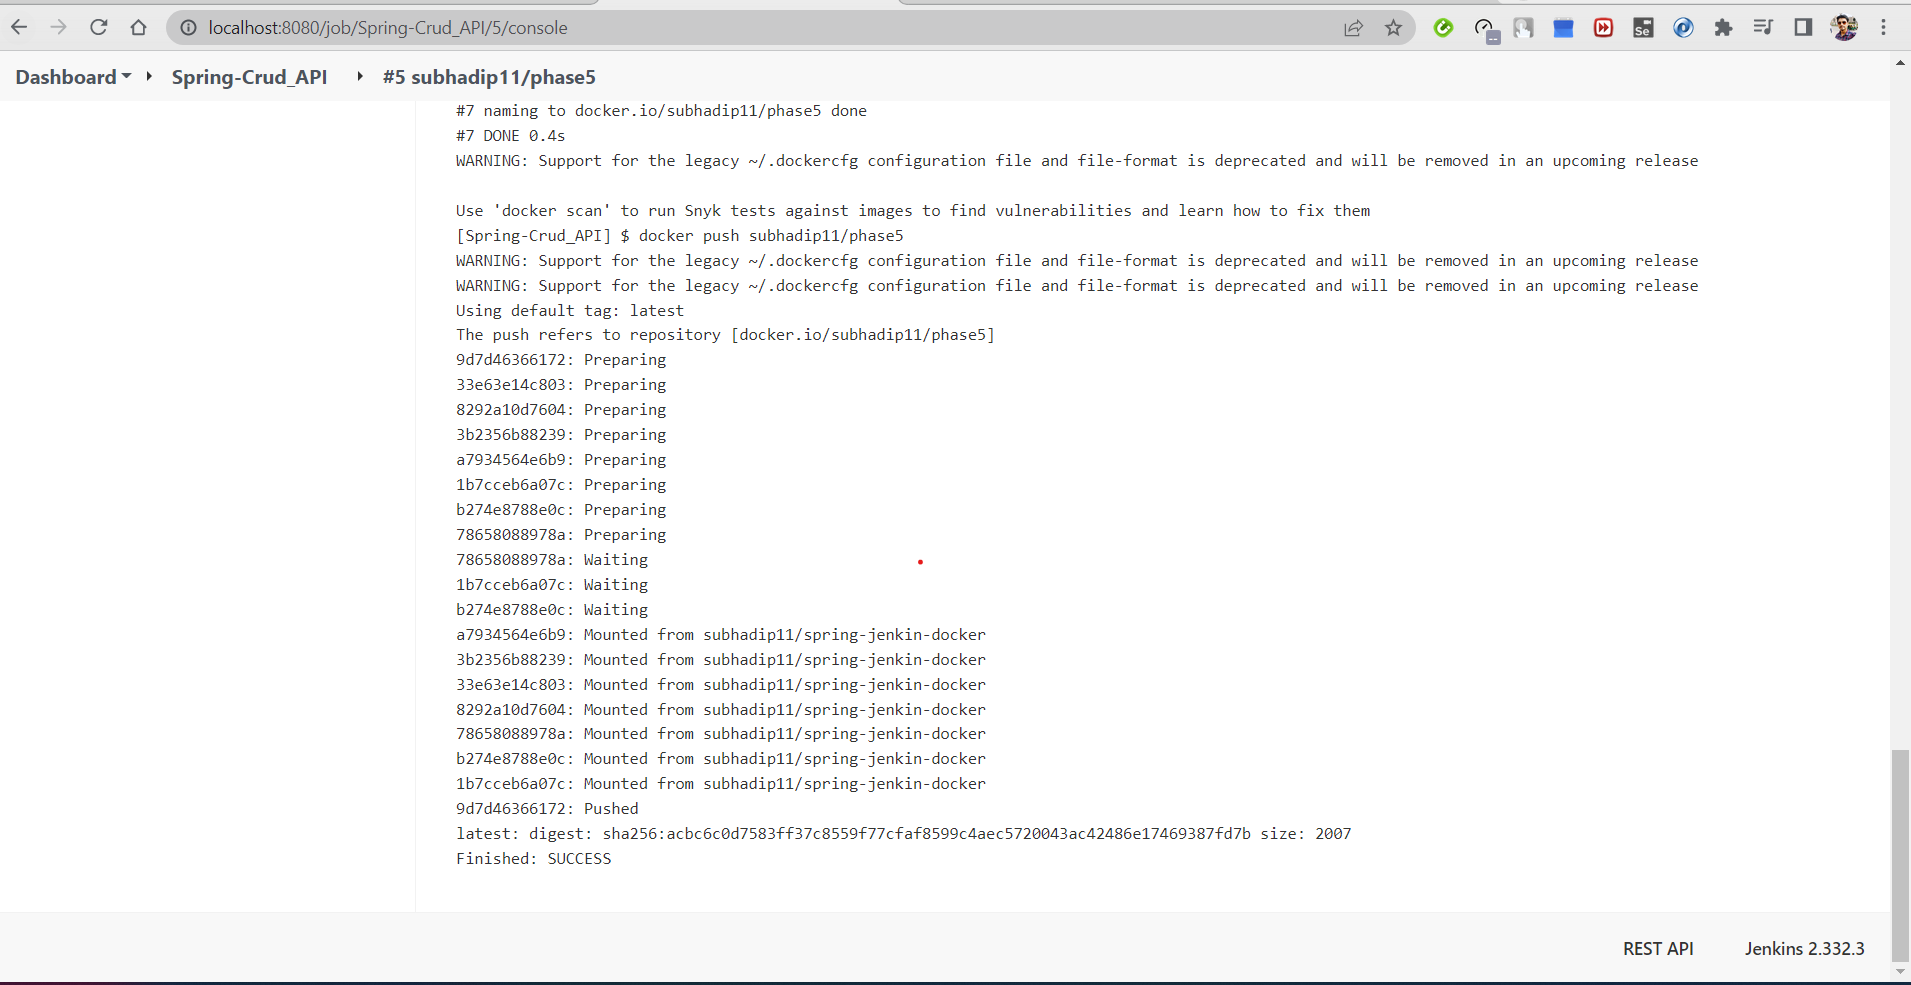 localhost:8080/job/Spring-Crud_API/5/console
Se
Dashboard Spring-Crud_API #5 subhadip11/phase5
#7 naming to docker.io/subhadip11/phase5 done
#7 DONE 0.4s
WARNING: Support for the legacy ~/.dockercfg configuration file and file-format is deprecated and will be removed in an upcoming release
Use 'docker scan' to run Snyk tests against images to find vulnerabilities and learn how to fix them
[Spring-Crud_API] $ docker push subhadip11/phase5
WARNING: Support for the legacy ~/.dockercfg configuration file and file-format is deprecated and will be removed in an upcoming release
WARNING: Support for the legacy ~/.dockercfg configuration file and file-format is deprecated and will be removed in an upcoming release
Using default tag: latest
The push refers to repository [docker.io/subhadip11/phase5]
9d7d46366172: Preparing
33e63e14c803: Preparing
8292a10d7604: Preparing
3b2356b88239: Preparing
a7934564e6b9: Preparing
1b7cceb6a07c: Preparing
b274e8788e0c: Preparing
78658088978a: Preparing
78658088978a: Waiting
1b7cceb6a07c: Waiting
b274e8788e0c: Waiting
a7934564e6b9: Mounted from subhadip11/spring-jenkin-docker
3b2356b88239: Mounted from subhadip11/spring-jenkin-docker
33e63e14c803: Mounted from subhadip11/spring-jenkin-docker
8292a10d7604: Mounted from subhadip11/spring-jenkin-docker
78658088978a: Mounted from subhadip11/spring-jenkin-docker
b274e8788e0c: Mounted from subhadip11/spring-jenkin-docker
1b7cceb6a07c: Mounted from subhadip11/spring-jenkin-docker
9d7d46366172: Pushed
latest: digest: sha256:acbc6c0d7583ff37c8559f77cfaf8599c4aec5720043ac42486e17469387fd7b size: 2007
Finished: SUCCESS
REST API Jenkins 2.332.3